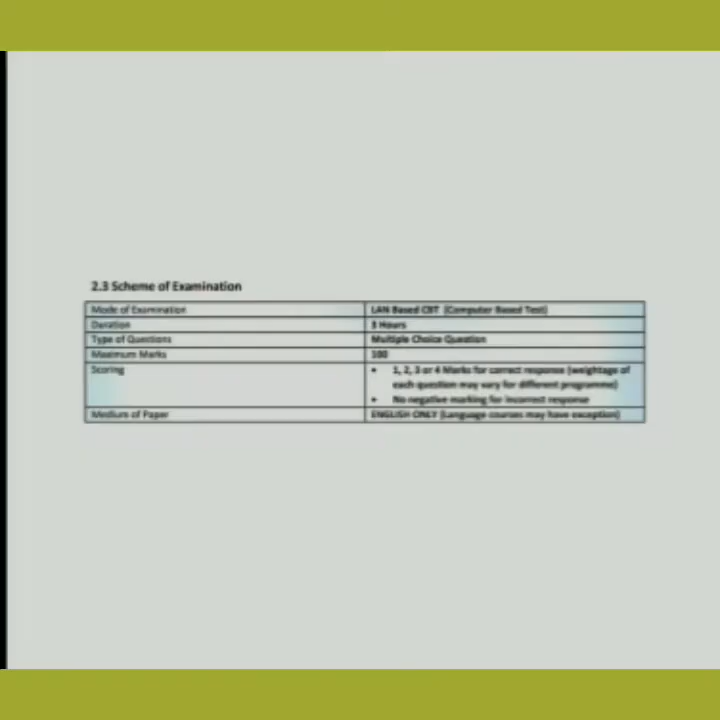 2.3 Scheme of Examination
Mode of Examination LAN Based CBT (Computer Based Test)
Duration 3 Hours
Type of Questions Multiple Choice Question
Maximum Marks 100
Scoring • 1, 2, 3 or 4 Marks for correct response (weightage of
each question may vary for different programme)
• No negative marking for incorrect response
Medium of Paper ENGLISH ONLY (Language courses may have exception)